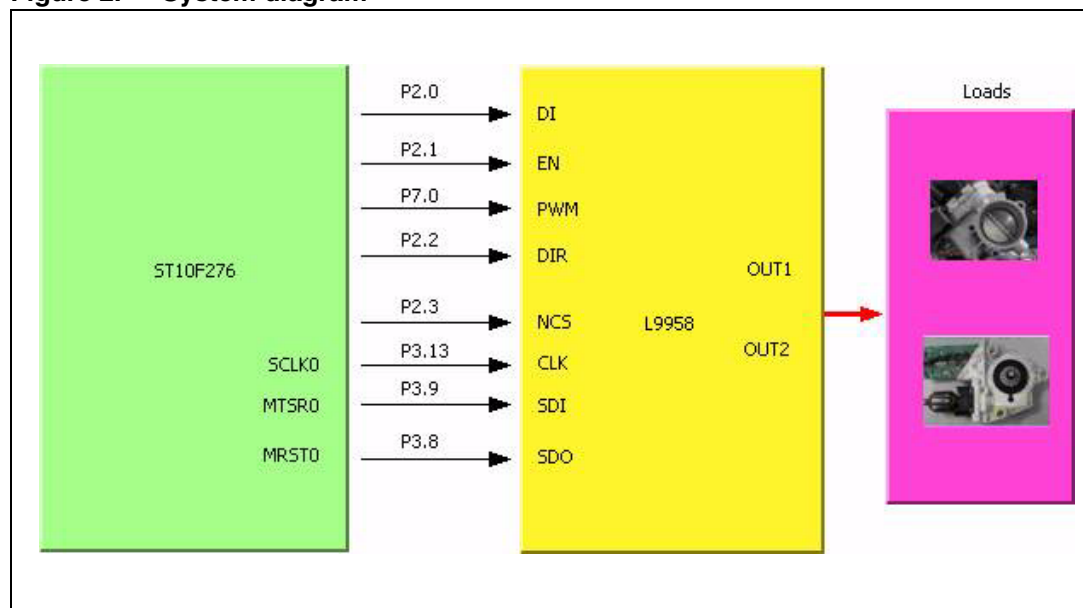 Figure 2. System diagram
Loads
P2.0
DI
P2.1
EN
P7.0
PWM
P2.2
DIR
ST10F276
OUT1
P2.3
NCS
L9958
P3.13
OUT2
SCLK0
CLK
P3.9
MTSR0
SDI
P3.8
MRST0
SDO